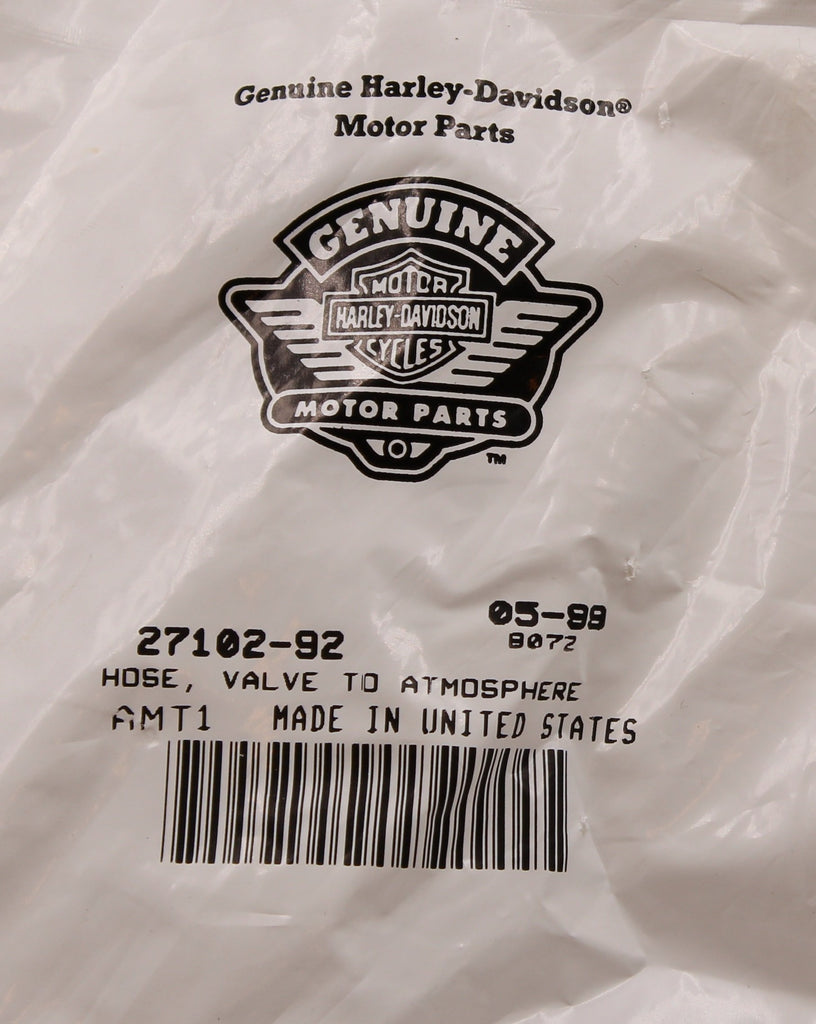 Genuine Harley-Davidson®
Motor Parts
GENUINE
MOTOR
HARLEY-DAVIDSON
CYCLES
MOTOR PARTS
™
05-99
27102-92
8072
HOSE, VALVE TO ATMOSPHERE
AMT1 MADE IN UNITED STATES